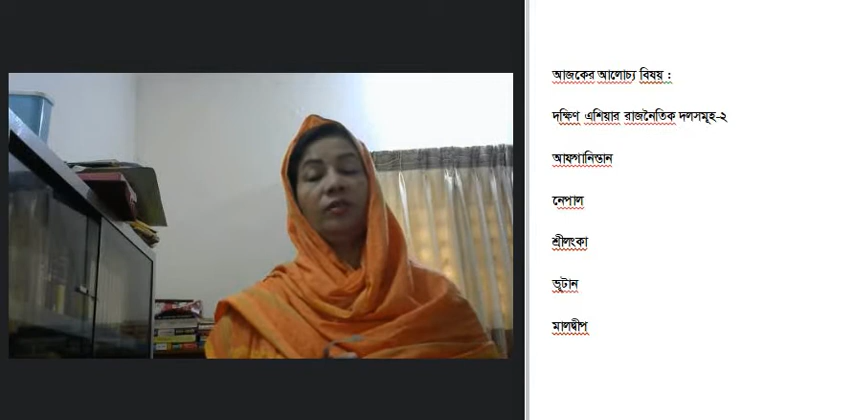 আজকের আলোচ্য বিষয় :
দক্ষিণ এশিয়ার রাজনৈতিক দলসমূহ-২
আফগানিস্তান
নেপাল
শ্রীলংকা
ভূটান
মালদ্বীপ